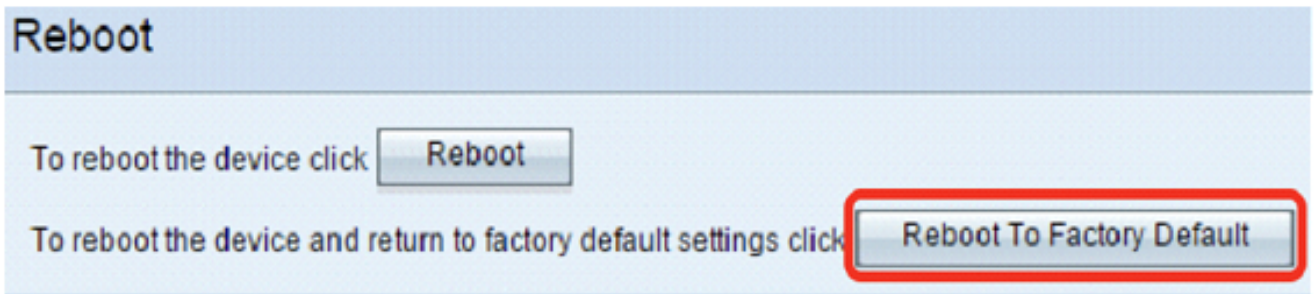 Reboot
To reboot the device click Reboot
To reboot the device and return to factory default settings click Reboot To Factory Default